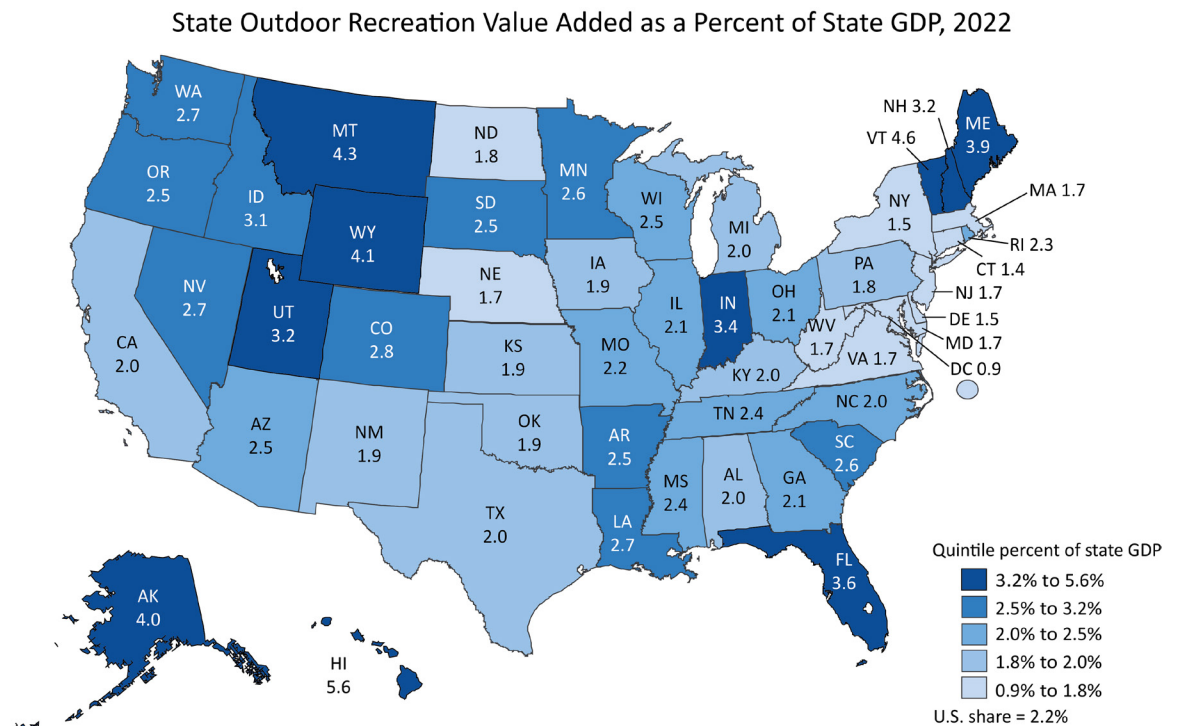 State Outdoor Recreation Value Added as a Percent of State GDP, 2022
WA
2.7
MT
4.3
ND
1.8
MN
2.6
NH 3.2
VT 4.6
ME
3.9
OR
2.5
ID
3.1
SD
2.5
WI
2.5
MI
2.0
NY
1.5
MA 1.7
WY
4.1
RI 2.3
CT 1.4
NV
2.7
NE
1.7
IA
1.9
PA
1.8
NJ 1.7
UT
3.2
CO
2.8
IL
2.1
IN
3.4
OH
2.1
WV
1.7
DE 1.5
MD 1.7
DC 0.9
CA
2.0
KS
1.9
MO
2.2
KY 2.0
VA 1.7
AZ
2.5
NM
1.9
OK
1.9
AR
2.5
TN 2.4
NC 2.0
SC
2.6
MS
2.4
AL
2.0
GA
2.1
TX
2.0
LA
2.7
FL
3.6
AK
4.0
HI
5.6
Quintile percent of state GDP
3.2% to 5.6%
2.5% to 3.2%
2.0% to 2.5%
1.8% to 2.0%
0.9% to 1.8%
U.S. share = 2.2%